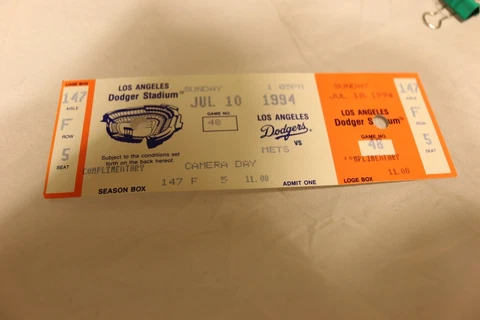 LOGE BOX
147
AISLE
F
ROW
5
SEAT
LOS ANGELES
Dodger Stadium
Subject to the conditions set
forth on the back hereof.
COMPLIMENTARY
SEASON BOX
SUNDAY 1:05PM
JUL 10 1994
GAME NO.
48
LOS ANGELES
Dodgers
VS
METS
CAMERA DAY
147 F 5 11.00
ADMIT ONE
SUNDAY
JUL 10, 1994
LOS ANGELES
Dodger Stadium
GAME NO.
48
COMPLIMENTARY
11.00
LOGE BOX
147
AISLE
F
ROW
5
SEAT